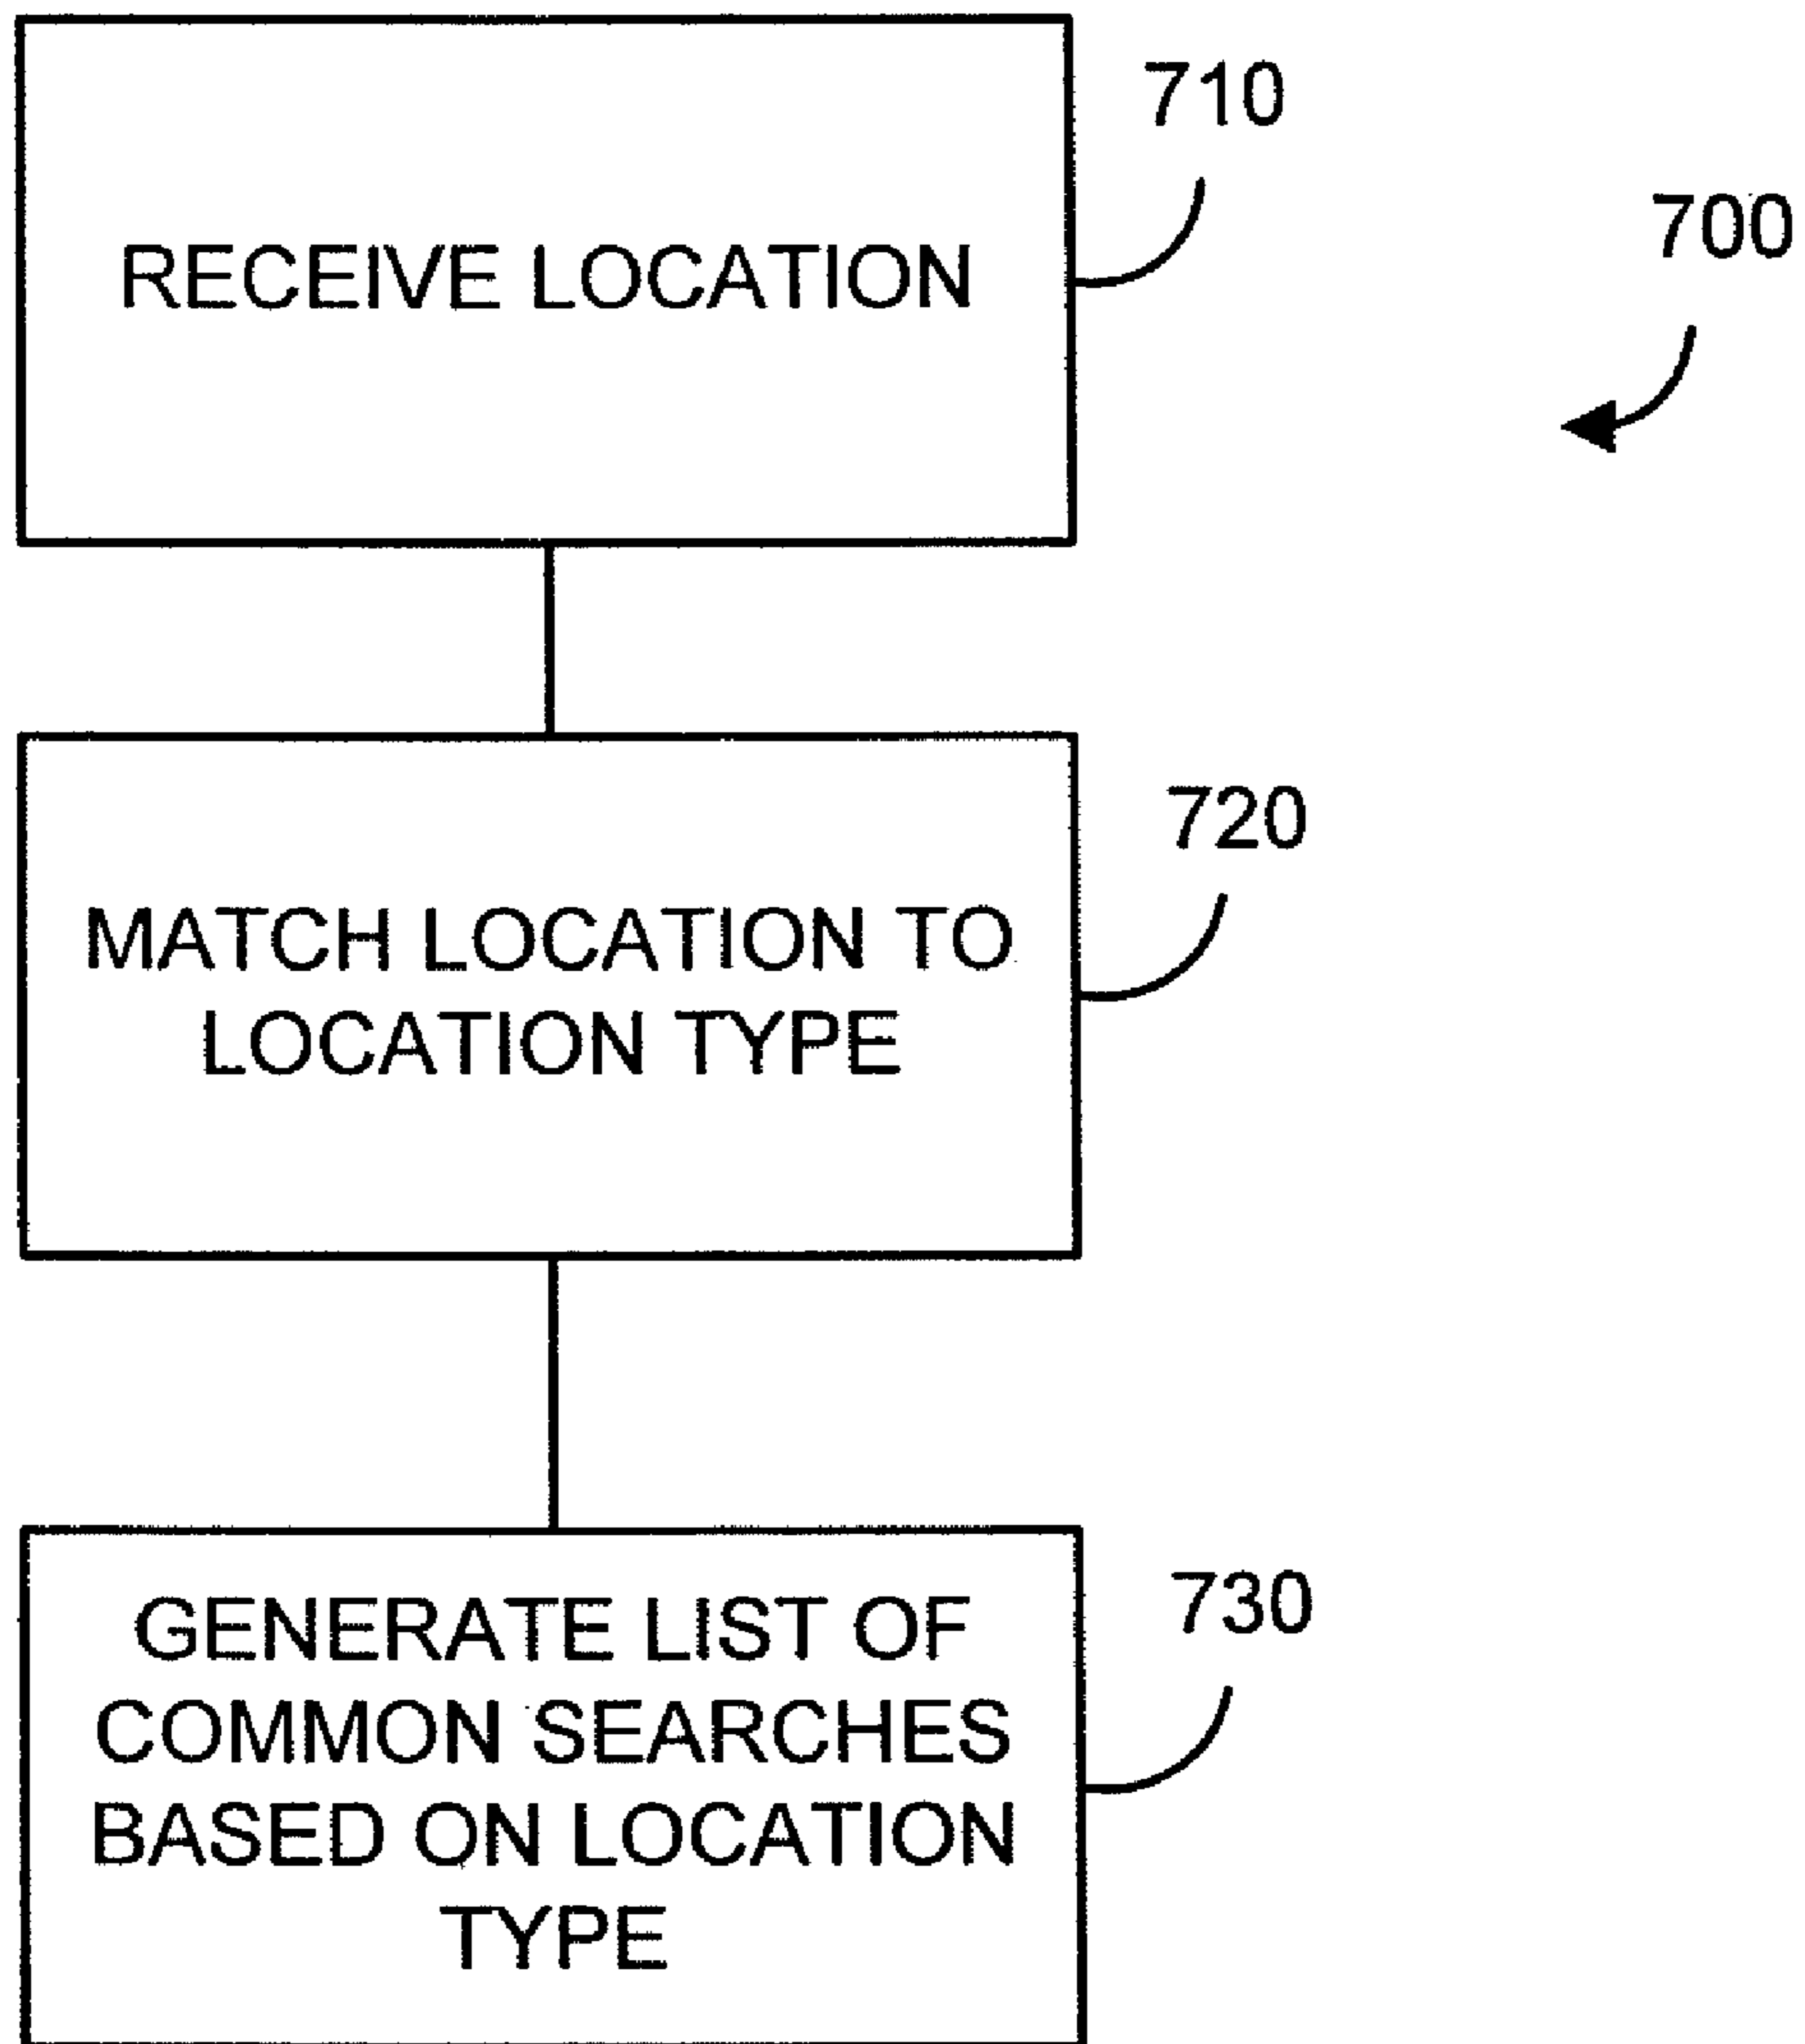 710
700
RECEIVE LOCATION
720
MATCH LOCATION TO
LOCATION TYPE
730
GENERATE LIST OF
COMMON SEARCHES
BASED ON LOCATION
TYPE